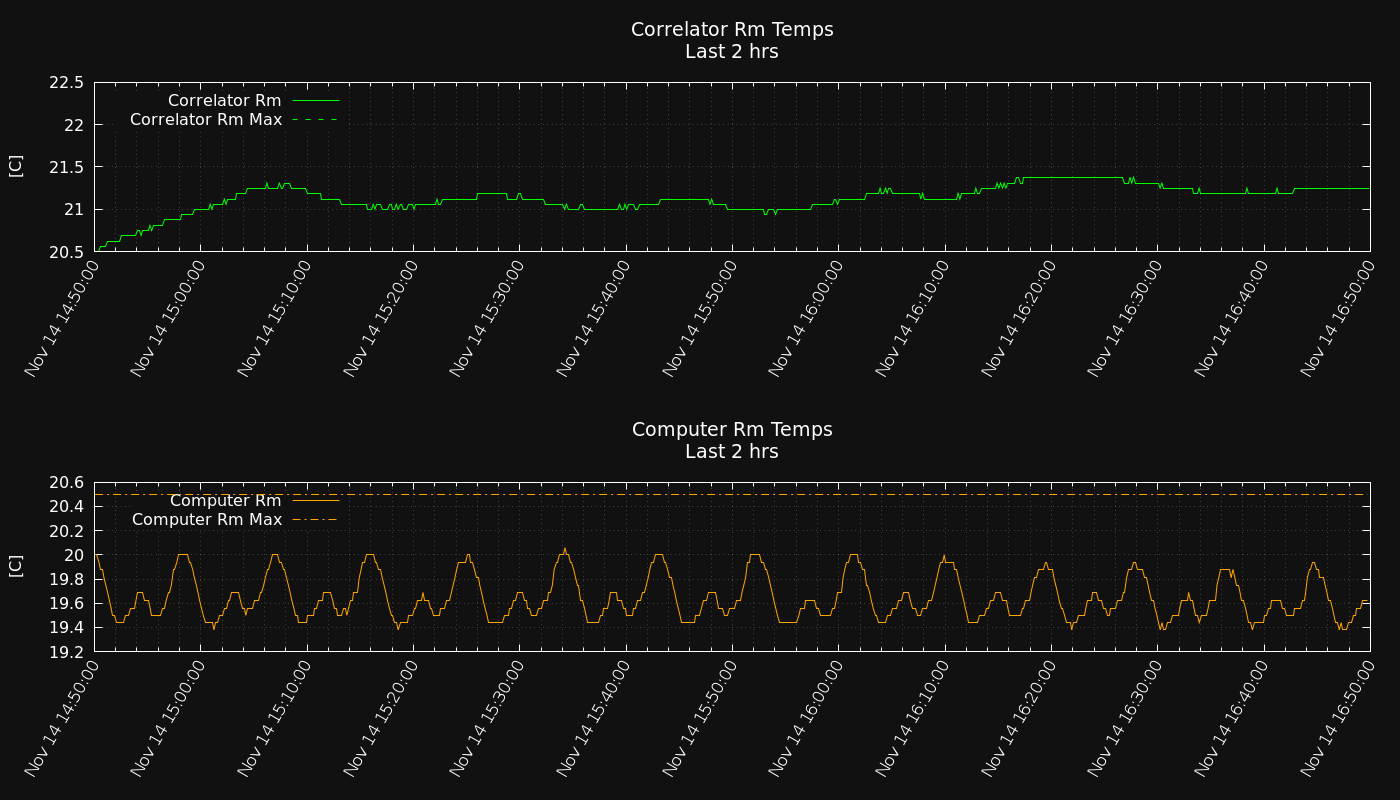 Correlator Rm Temps
Last 2 hrs
22.5
22
21.5
21
20.5
[C]
Correlator Rm
Correlator Rm Max
Nov 14 14:50:00
Nov 14 15:00:00
Nov 14 15:10:00
Nov 14 15:20:00
Nov 14 15:30:00
Nov 14 15:40:00
Nov 14 15:50:00
Nov 14 16:00:00
Nov 14 16:10:00
Nov 14 16:20:00
Nov 14 16:30:00
Nov 14 16:40:00
Nov 14 16:50:00
Computer Rm Temps
Last 2 hrs
20.6
20.4
20.2
20
19.8
19.6
19.4
19.2
[C]
Computer Rm
Computer Rm Max
Nov 14 14:50:00
Nov 14 15:00:00
Nov 14 15:10:00
Nov 14 15:20:00
Nov 14 15:30:00
Nov 14 15:40:00
Nov 14 15:50:00
Nov 14 16:00:00
Nov 14 16:10:00
Nov 14 16:20:00
Nov 14 16:30:00
Nov 14 16:40:00
Nov 14 16:50:00